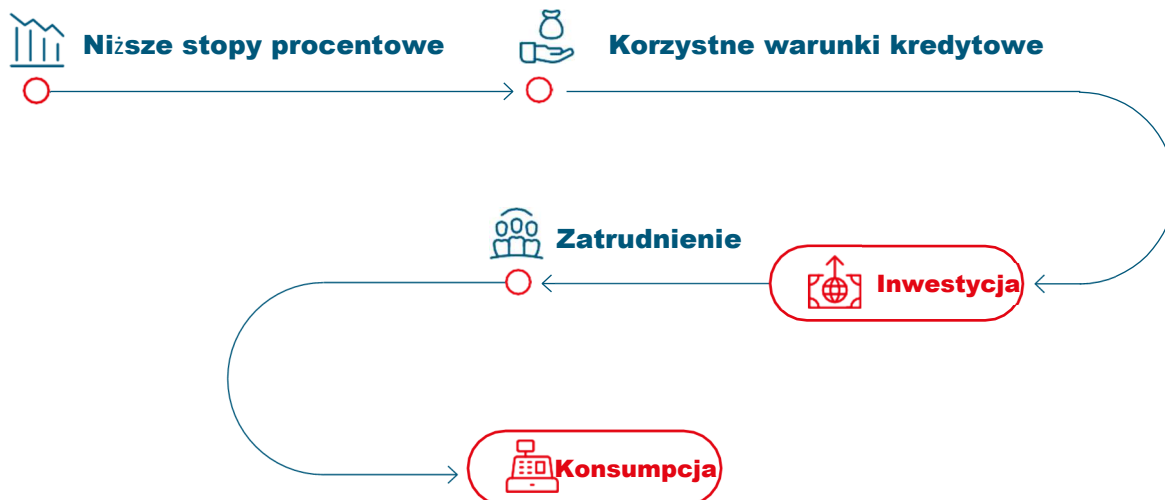 Niższe stopy procentowe
Korzystne warunki kredytowe
Zatrudnienie
Inwestycja
Konsumpcja